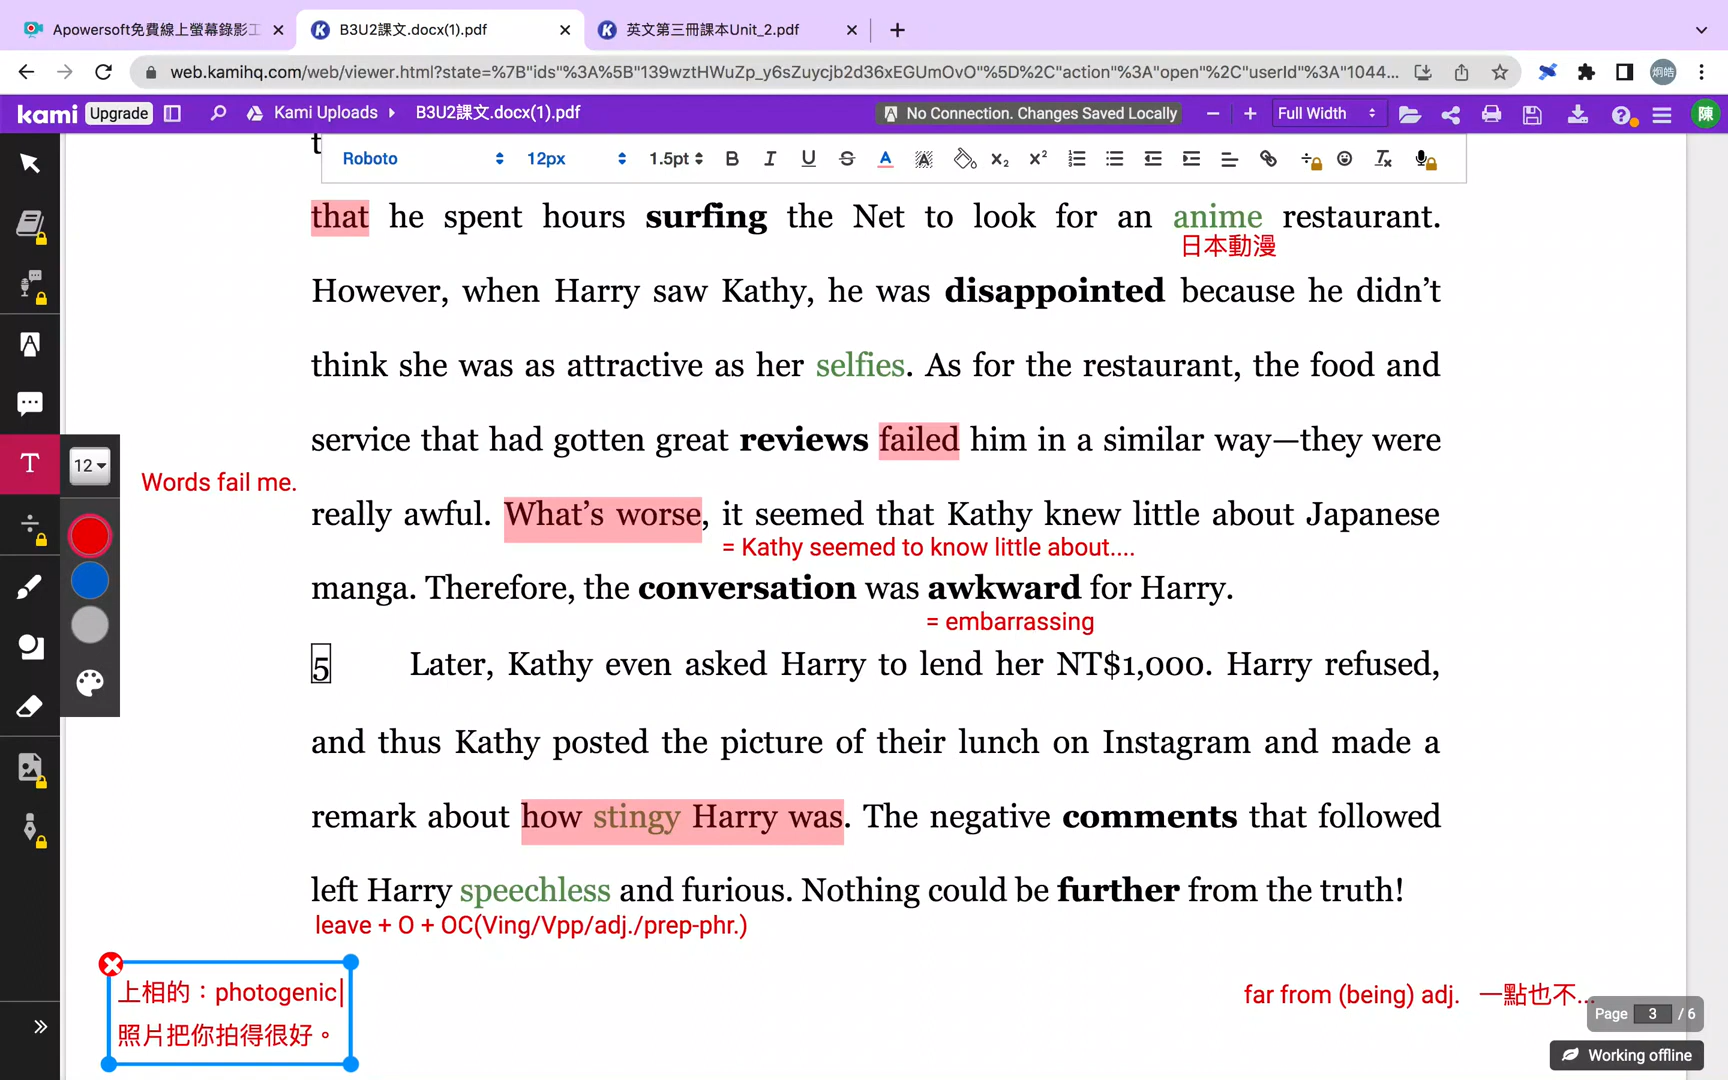 Apowersoft免費線上螢幕錄影工
B3U2課文.docx(1).pdf
英文第三冊課本Unit_2.pdf
web.kamihq.com/web/viewer.html?state=%7B"ids"%3A%5B"139wztHWuZp_y6sZuycjb2d36xEGUmOvO"%5D%2C"action"%3A"open"%2C"userId"%3A"1044...
炯皓
kami Upgrade Kami Uploads B3U2課文.docx(1).pdf No Connection. Changes Saved Locally Full Width 陳
Roboto 12px 1.5pt
that he spent hours surfing the Net to look for an anime restaurant.
日本動漫
However, when Harry saw Kathy, he was disappointed because he didn’t
think she was as attractive as her selfies. As for the restaurant, the food and
service that had gotten great reviews failed him in a similar way—they were
12
Words fail me.
really awful. What’s worse, it seemed that Kathy knew little about Japanese
= Kathy seemed to know little about....
manga. Therefore, the conversation was awkward for Harry.
= embarrassing
5 Later, Kathy even asked Harry to lend her NT$1,000. Harry refused,
and thus Kathy posted the picture of their lunch on Instagram and made a
remark about how stingy Harry was. The negative comments that followed
left Harry speechless and furious. Nothing could be further from the truth!
leave + O + OC(Ving/Vpp/adj./prep-phr.)
上相的：photogenic
照片把你拍得很好。
far from (being) adj. 一點也不...
Page 3 / 6
Working offline